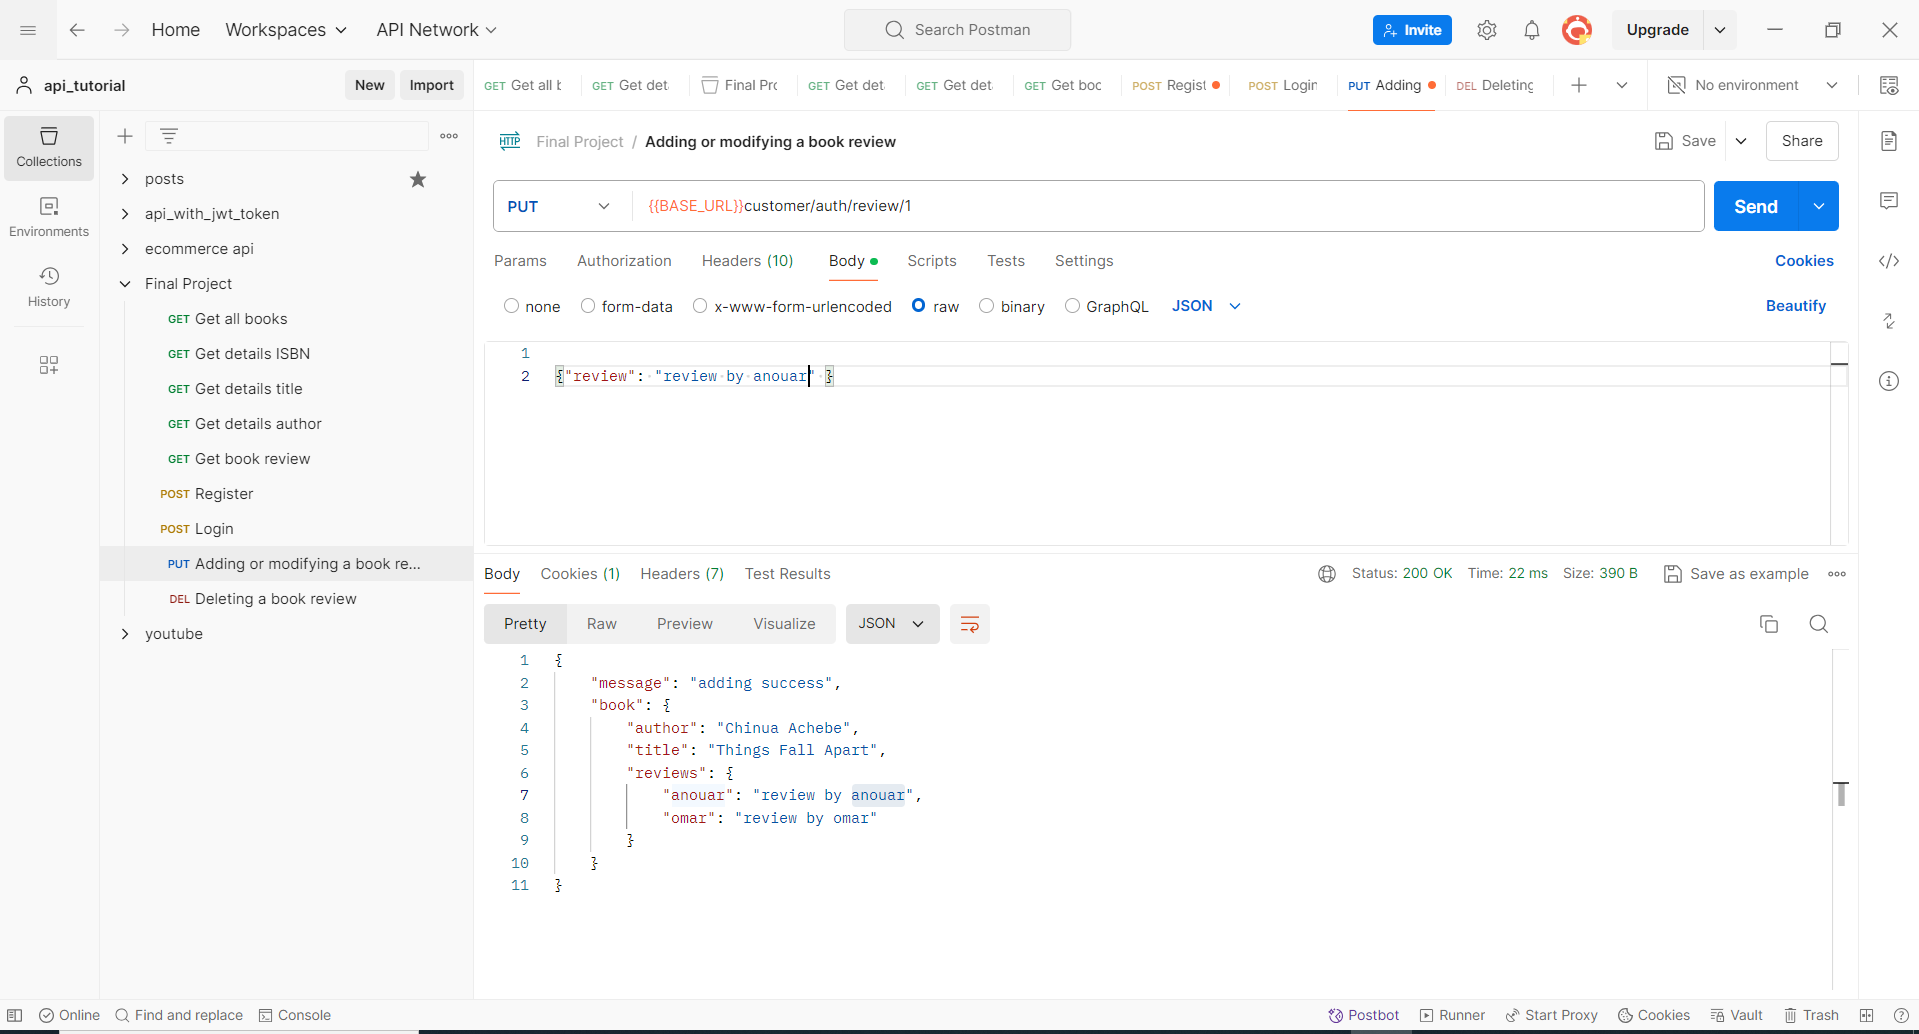 Home Workspaces API Network Search Postman Invite Upgrade
api_tutorial New Import
GET Get all b GET Get det Final Prc GET Get det GET Get det GET Get boo POST Regist POST Login PUT Adding DEL Deleting No environment
Collections
Environments
History
posts
api_with_jwt_token
ecommerce api
Final Project
GET Get all books
GET Get details ISBN
GET Get details title
GET Get details author
GET Get book review
POST Register
POST Login
PUT Adding or modifying a book re...
DEL Deleting a book review
youtube
HTTP Final Project / Adding or modifying a book review Save Share
PUT {{BASE_URL}}customer/auth/review/1 Send
Params Authorization Headers (10) Body Scripts Tests Settings Cookies
none form-data x-www-form-urlencoded raw binary GraphQL JSON Beautify
1
2 {"review": "review by anouar" }
Body Cookies (1) Headers (7) Test Results Status: 200 OK Time: 22 ms Size: 390 B Save as example
Pretty Raw Preview Visualize JSON
1 {
2 "message": "adding success",
3 "book": {
4 "author": "Chinua Achebe",
5 "title": "Things Fall Apart",
6 "reviews": {
7 "anouar": "review by anouar",
8 "omar": "review by omar"
9 }
10 }
11 }
Online Find and replace Console Postbot Runner Start Proxy Cookies Vault Trash